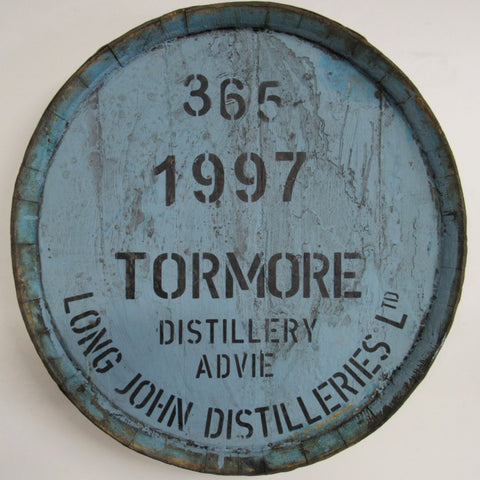 365
1997
TORMORE
DISTILLERY
ADVIE
LONG JOHN DISTILLERIES LTD